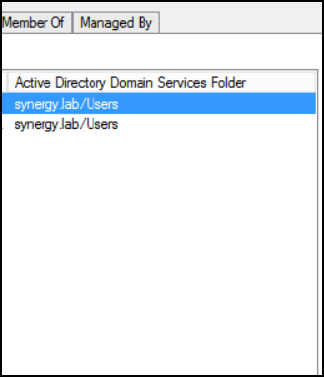 Member Of Managed By
Active Directory Domain Services Folder
synergy.lab/Users
synergy.lab/Users